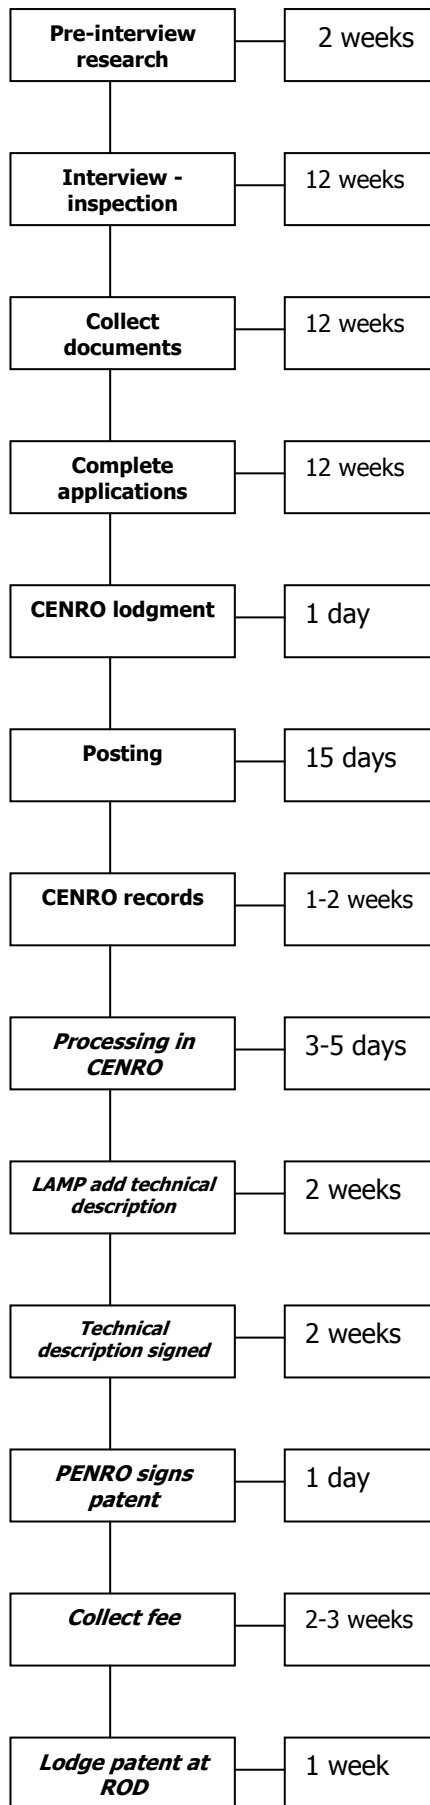 Pre-interview
research
2 weeks
Interview -
inspection
12 weeks
Collect
documents
12 weeks
Complete
applications
12 weeks
CENRO lodgment
1 day
Posting
15 days
CENRO records
1-2 weeks
Processing in
CENRO
3-5 days
LAMP add technical
description
2 weeks
Technical
description signed
2 weeks
PENRO signs
patent
1 day
Collect fee
2-3 weeks
Lodge patent at
ROD
1 week